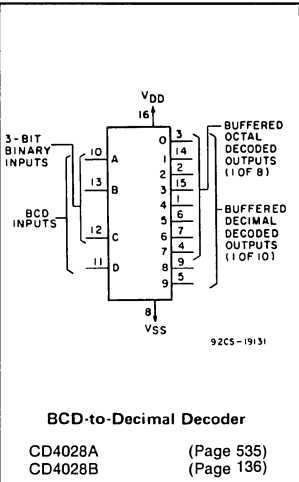 VDD
16
3-BIT
BINARY
INPUTS
BCD
INPUTS
10 A
13 B
12 C
11 D
0 3
1 14
2 2
3 15
4 1
5 6
6 7
7 4
8 9
9 5
8
VSS
BUFFERED
OCTAL
DECODED
OUTPUTS
(1 OF 8)
BUFFERED
DECIMAL
DECODED
OUTPUTS
(1 OF 10)
92CS-19131
BCD-to-Decimal Decoder
CD4028A (Page 535)
CD4028B (Page 136)